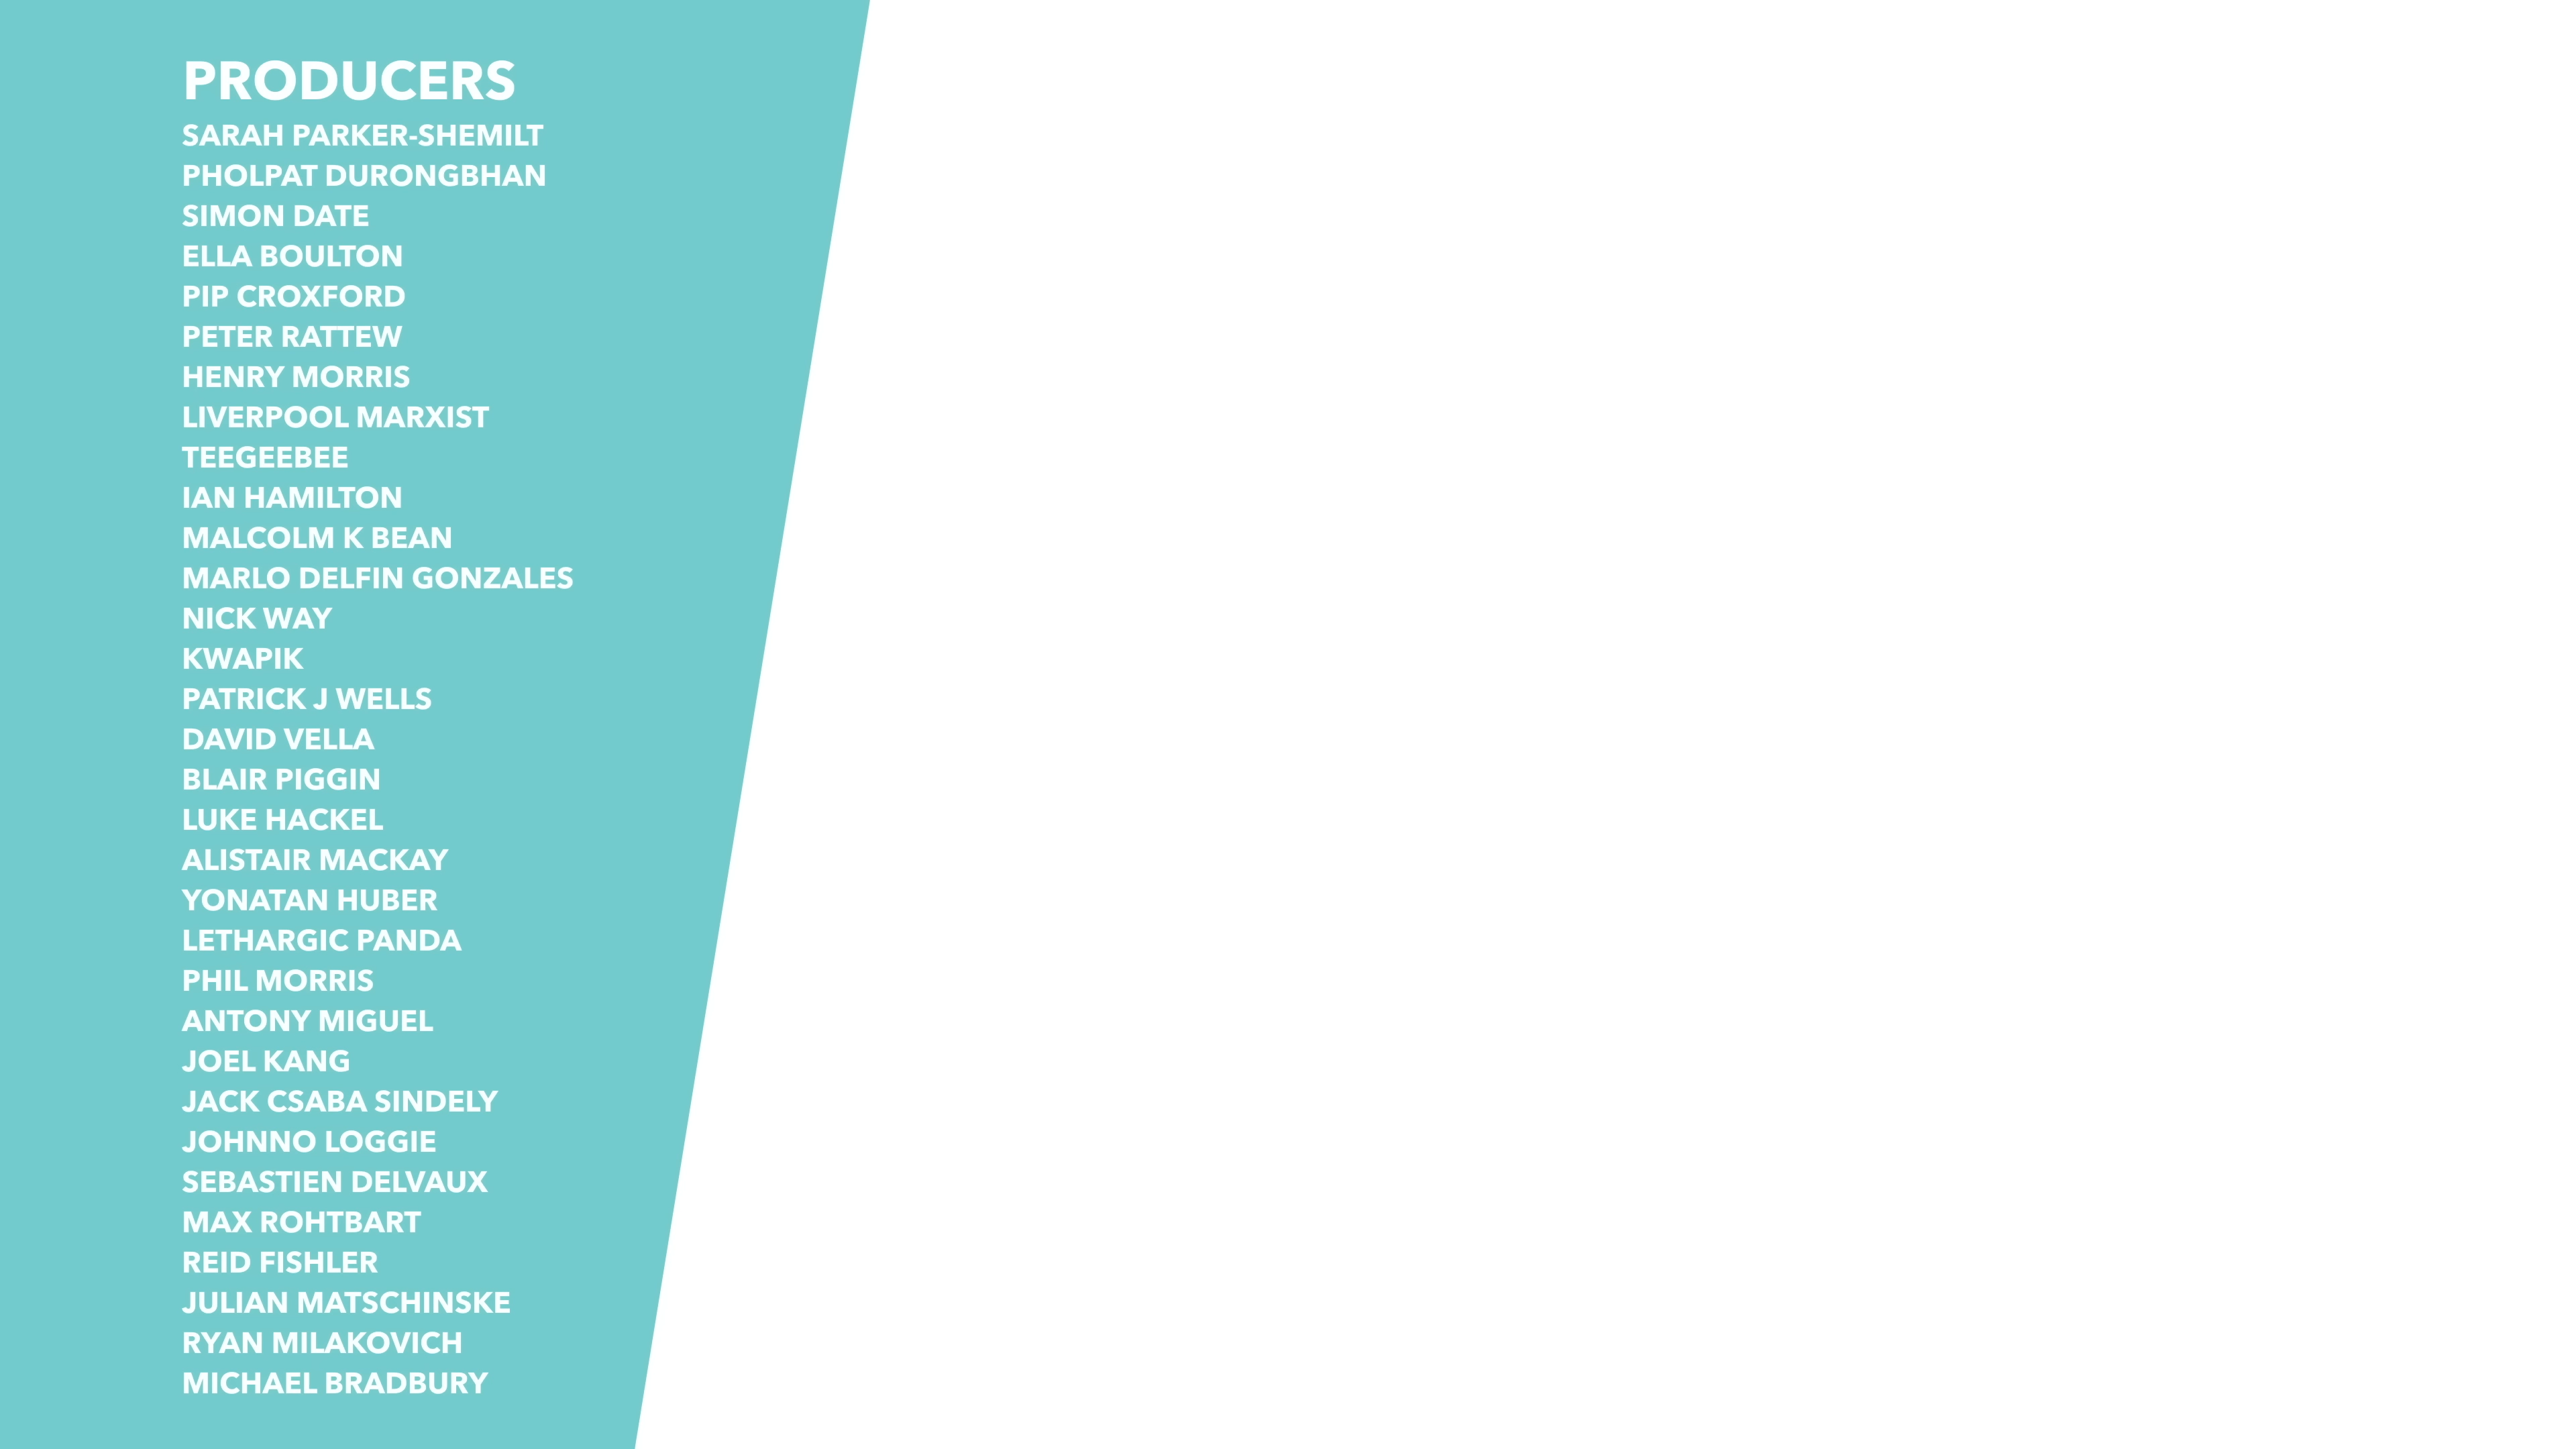 PRODUCERS
SARAH PARKER-SHEMILT
PHOLPAT DURONGBHAN
SIMON DATE
ELLA BOULTON
PIP CROXFORD
PETER RATTEW
HENRY MORRIS
LIVERPOOL MARXIST
TEEGEEBEE
IAN HAMILTON
MALCOLM K BEAN
MARLO DELFIN GONZALES
NICK WAY
KWAPIK
PATRICK J WELLS
DAVID VELLA
BLAIR PIGGIN
LUKE HACKEL
ALISTAIR MACKAY
YONATAN HUBER
LETHARGIC PANDA
PHIL MORRIS
ANTONY MIGUEL
JOEL KANG
JACK CSABA SINDELY
JOHNNO LOGGIE
SEBASTIEN DELVAUX
MAX ROHTBART
REID FISHLER
JULIAN MATSCHINSKE
RYAN MILAKOVICH
MICHAEL BRADBURY